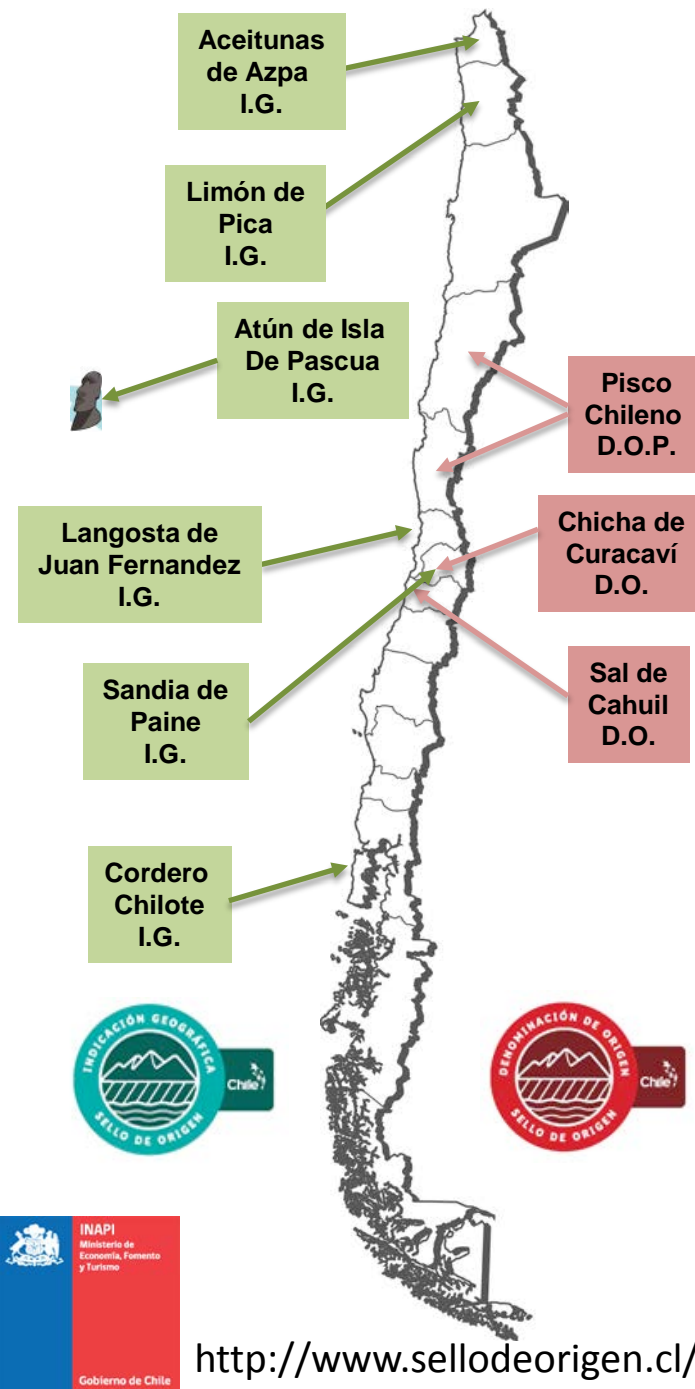 Aceitunas
de Azpa
I.G.
Limón de
Pica
I.G.
Atún de Isla
De Pascua
I.G.
Pisco
Chileno
D.O.P.
Langosta de
Juan Fernandez
I.G.
Chicha de
Curacaví
D.O.
Sandia de
Paine
I.G.
Sal de
Cahuil
D.O.
Cordero
Chilote
I.G.
INDICACIÓN GEOGRÁFICA
SELLO DE ORIGEN
Chile
DENOMINACIÓN DE ORIGEN
SELLO DE ORIGEN
Chile
INAPI
Ministerio de
Economía, Fomento
y Turismo
Gobierno de Chile
http://www.sellodeorigen.cl/